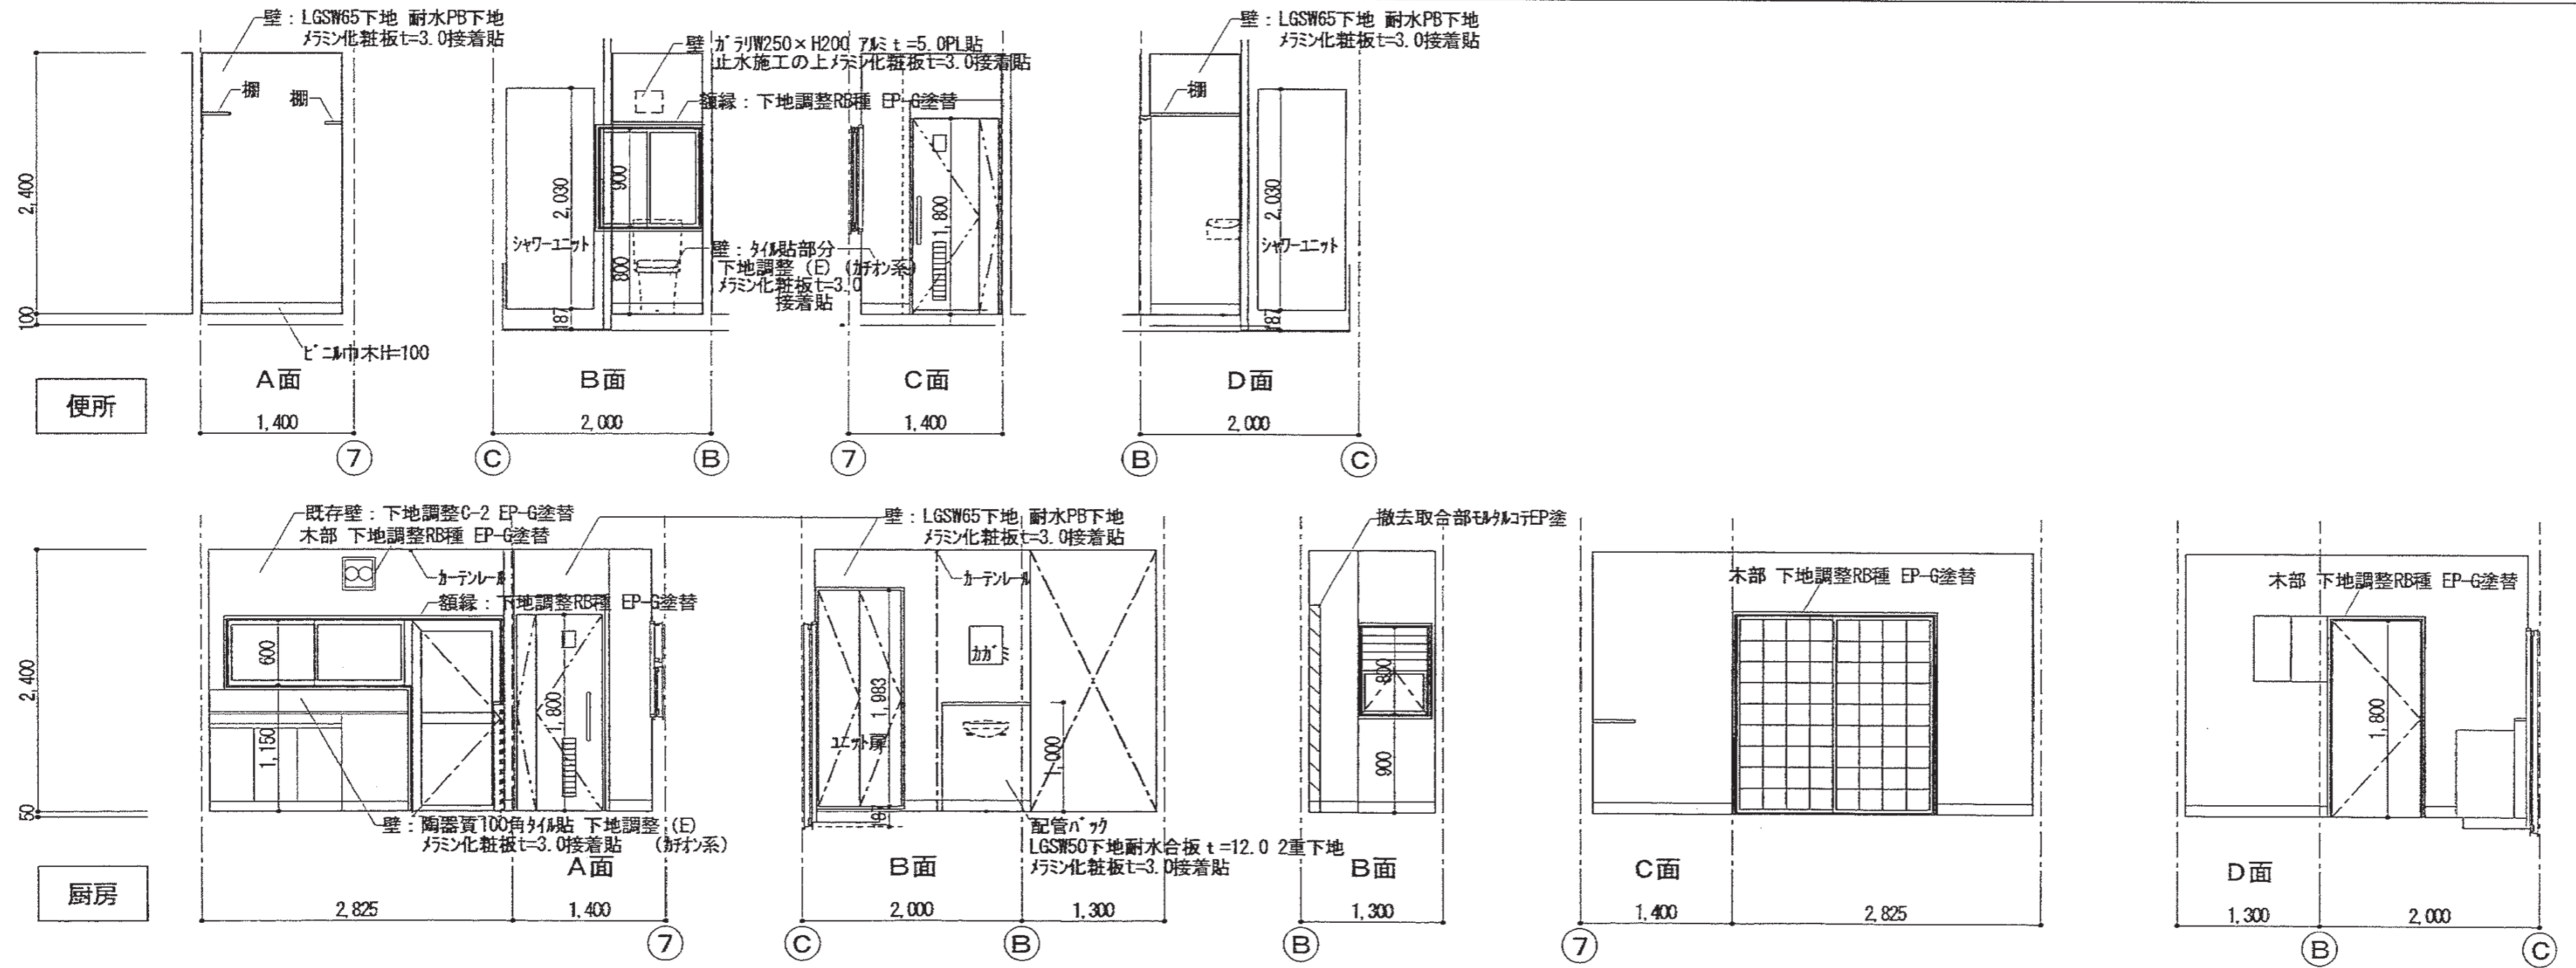 壁：LGSW65下地 耐水PB下地
メラミン化粧板t=3.0接着貼
棚
棚
2,400
100
ビニル巾木H=100
A面
便所
1,400
7
壁 ガラリW250×H200 アルミt=5.0PL貼
止水施工の上メラミン化粧板t=3.0接着貼
額縁：下地調整RB種 EP-G塗替
900
2,030
シャワーユニット
800
187
壁：タイル貼部分
下地調整（E）（カチオン系）
メラミン化粧板t=3.0
接着貼
B面
2,000
C
B
1,800
C面
1,400
7
壁：LGSW65下地 耐水PB下地
メラミン化粧板t=3.0接着貼
棚
2,030
シャワーユニット
187
D面
2,000
B
C
既存壁：下地調整C-2 EP-G塗替
木部 下地調整RB種 EP-G塗替
カーテンレール
額縁：下地調整RB種 EP-G塗替
2,400
50
600
1,150
1,800
壁：陶器質100角タイル貼 下地調整（E）
メラミン化粧板t=3.0接着貼 （カチオン系）
A面
厨房
2,825
1,400
7
壁：LGSW65下地 耐水PB下地
メラミン化粧板t=3.0接着貼
カーテンレール
カガミ
1,983
ユニット扉
1,000
187
配管パック
LGSW50下地耐水合板t=12.0 2重下地
メラミン化粧板t=3.0接着貼
B面
2,000
1,300
C
B
撤去取合部モルタルコテEP塗
800
900
B面
1,300
B
木部 下地調整RB種 EP-G塗替
C面
1,400
2,825
7
木部 下地調整RB種 EP-G塗替
1,800
D面
1,300
2,000
B
C